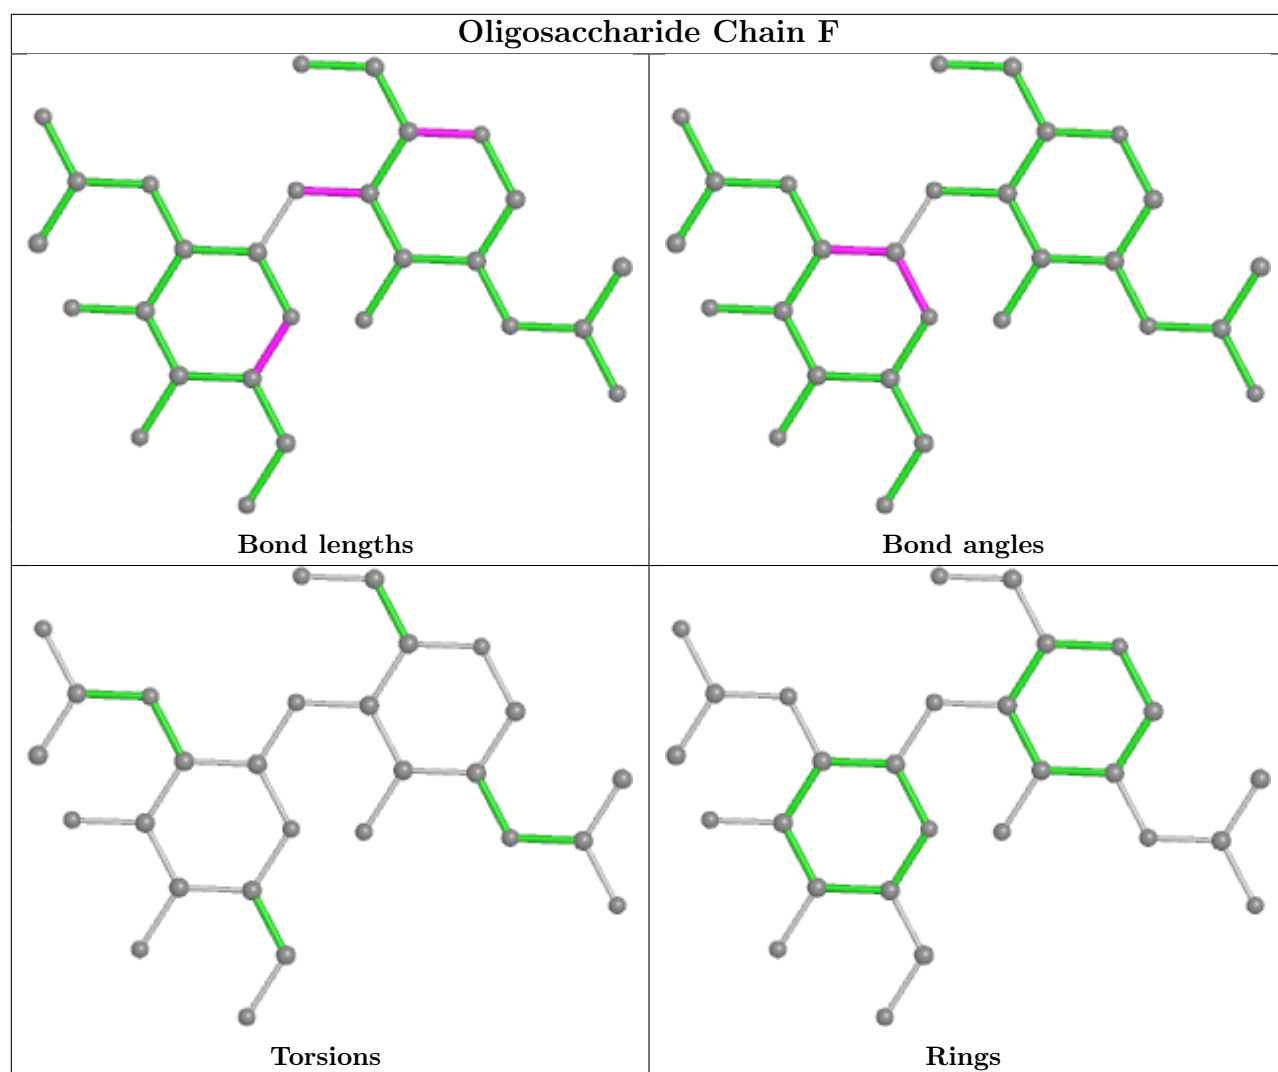 Oligosaccharide Chain F
Bond lengths
Bond angles
Torsions
Rings